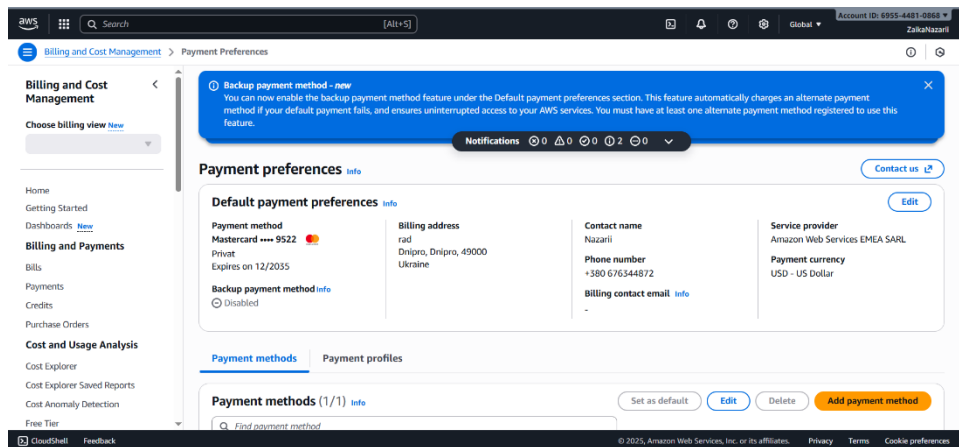 aws
Search [Alt+S]
Global
Account ID: 6955-4481-0868
ZaikaNazarii
Billing and Cost Management > Payment Preferences
Billing and Cost Management
Choose billing view New
Home
Getting Started
Dashboards New
Billing and Payments
Bills
Payments
Credits
Purchase Orders
Cost and Usage Analysis
Cost Explorer
Cost Explorer Saved Reports
Cost Anomaly Detection
Free Tier
Backup payment method - new
You can now enable the backup payment method feature under the Default payment preferences section. This feature automatically charges an alternate payment
method if your default payment fails, and ensures uninterrupted access to your AWS services. You must have at least one alternate payment method registered to use this
feature.
Notifications 0 0 0 2 0
Payment preferences Info
Contact us
Default payment preferences Info
Edit
Payment method
Mastercard •••• 9522
Privat
Expires on 12/2035
Backup payment method Info
Disabled
Billing address
rad
Dnipro, Dnipro, 49000
Ukraine
Contact name
Nazarii
Phone number
+380 676344872
Billing contact email Info
-
Service provider
Amazon Web Services EMEA SARL
Payment currency
USD - US Dollar
Payment methods
Payment profiles
Payment methods (1/1) Info
Set as default
Edit
Delete
Add payment method
Find payment method
CloudShell Feedback
© 2025, Amazon Web Services, Inc. or its affiliates. Privacy Terms Cookie preferences